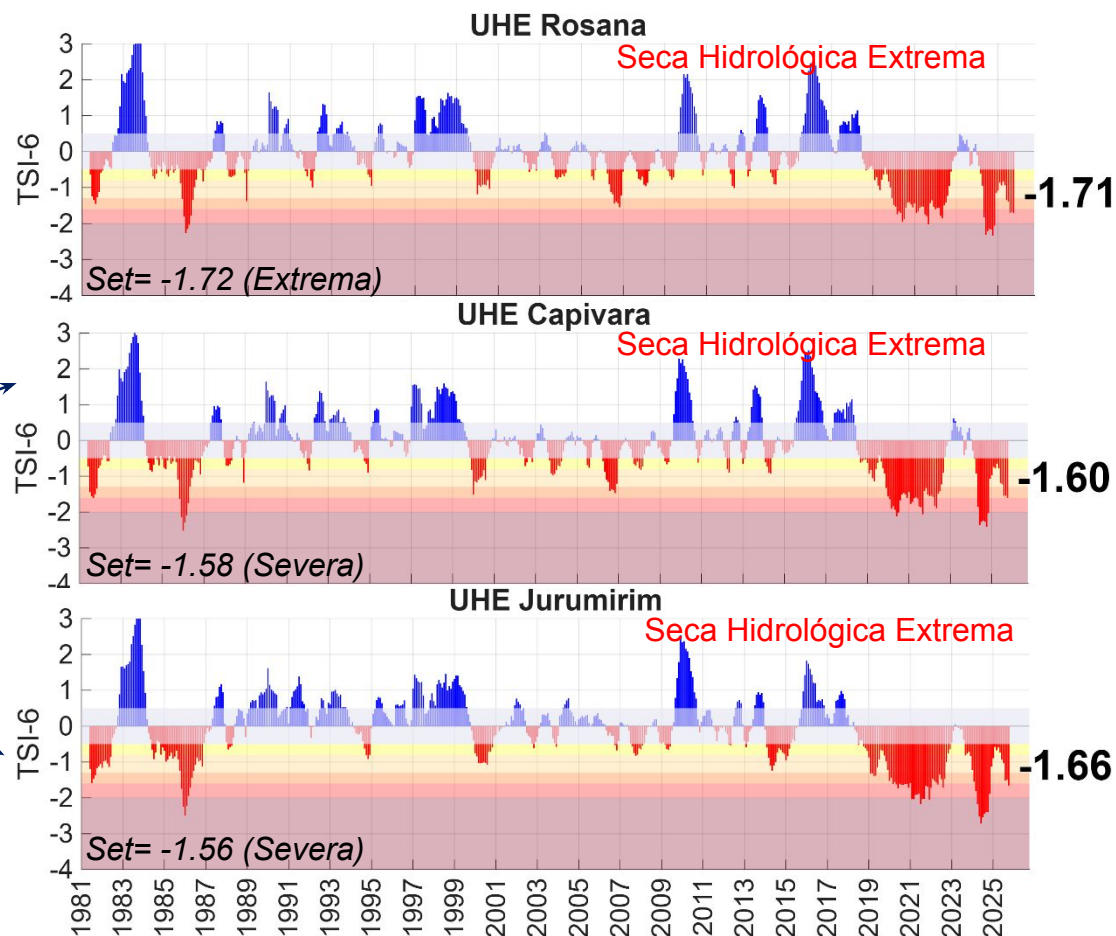 UHE Rosana
Seca Hidrológica Extrema
3
2
1
0
-1
-2
-3
-4
TSI-6
-1.71
Set= -1.72 (Extrema)
UHE Capivara
Seca Hidrológica Extrema
3
2
1
0
-1
-2
-3
-4
TSI-6
-1.60
Set= -1.58 (Severa)
UHE Jurumirim
Seca Hidrológica Extrema
3
2
1
0
-1
-2
-3
-4
TSI-6
-1.66
Set= -1.56 (Severa)
1981 1983 1985 1987 1989 1991 1993 1995 1997 1999 2001 2003 2005 2007 2009 2011 2013 2015 2017 2019 2021 2023 2025